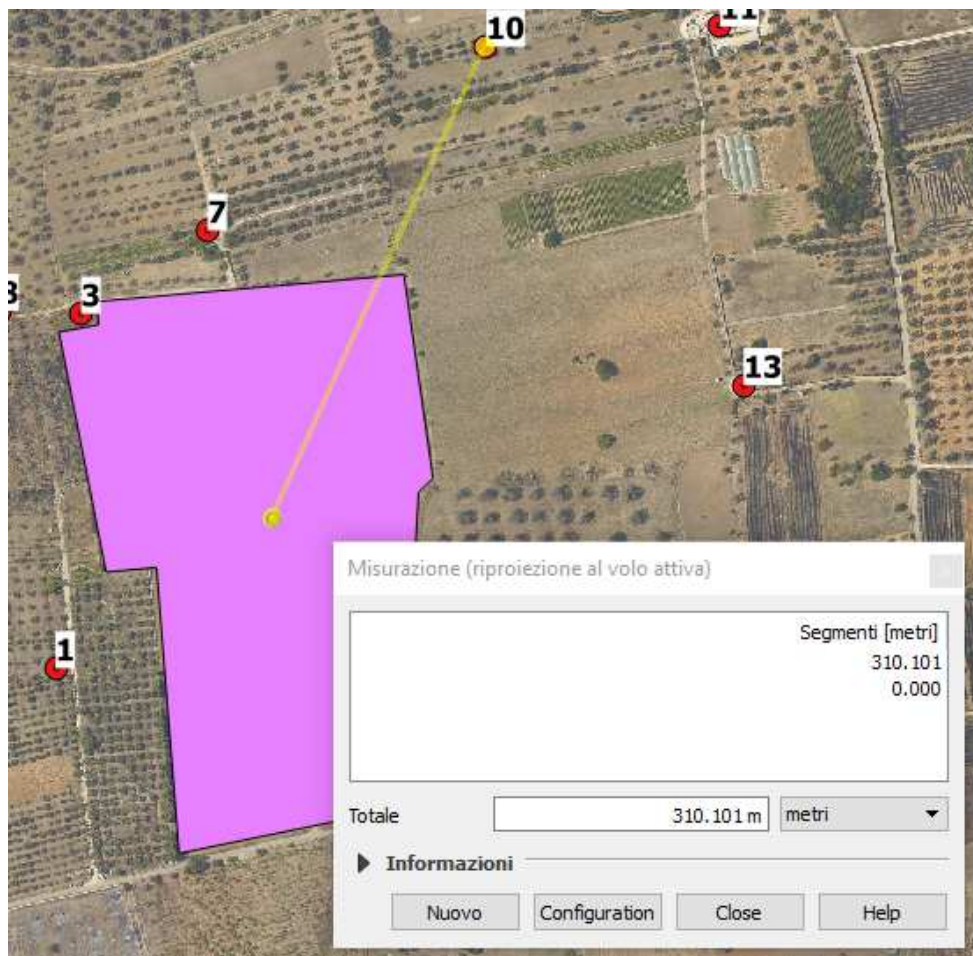 10
11
7
3
3
13
1
Misurazione (riproiezione al volo attiva)
Segmenti [metri]
310.101
0.000
Totale
310.101 m
metri
Informazioni
Nuovo
Configuration
Close
Help